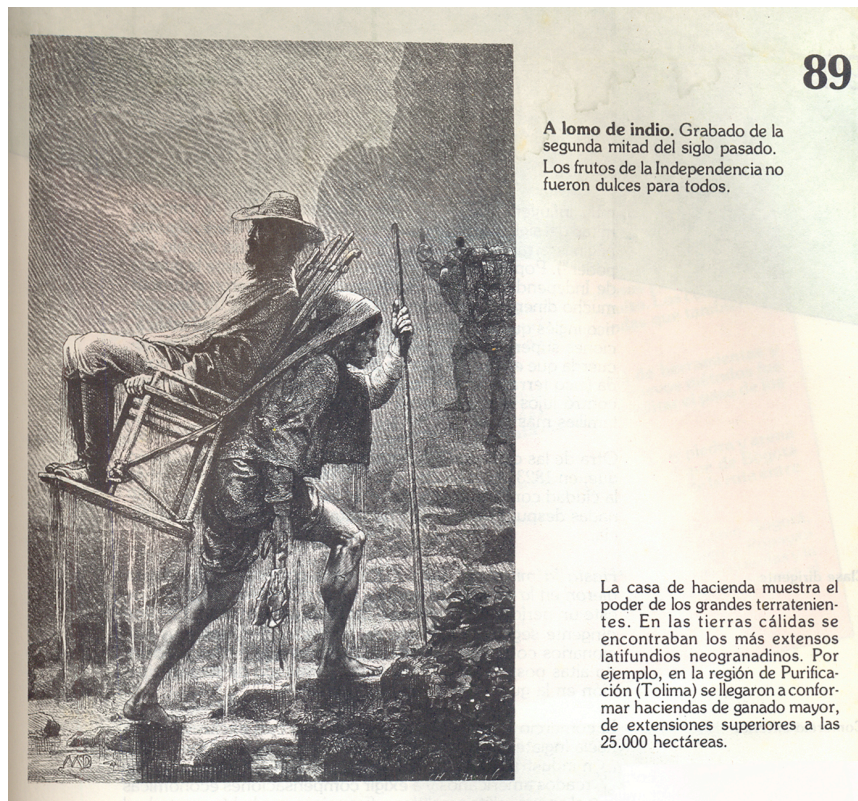 89
A lomo de indio. Grabado de la
segunda mitad del siglo pasado.
Los frutos de la Independencia no
fueron dulces para todos.
La casa de hacienda muestra el
poder de los grandes terratenien-
tes. En las tierras cálidas se
encontraban los más extensos
latifundios neogranadinos. Por
ejemplo, en la región de Purifica-
ción (Tolima) se llegaron a confor-
mar haciendas de ganado mayor,
de extensiones superiores a las
25.000 hectáreas.